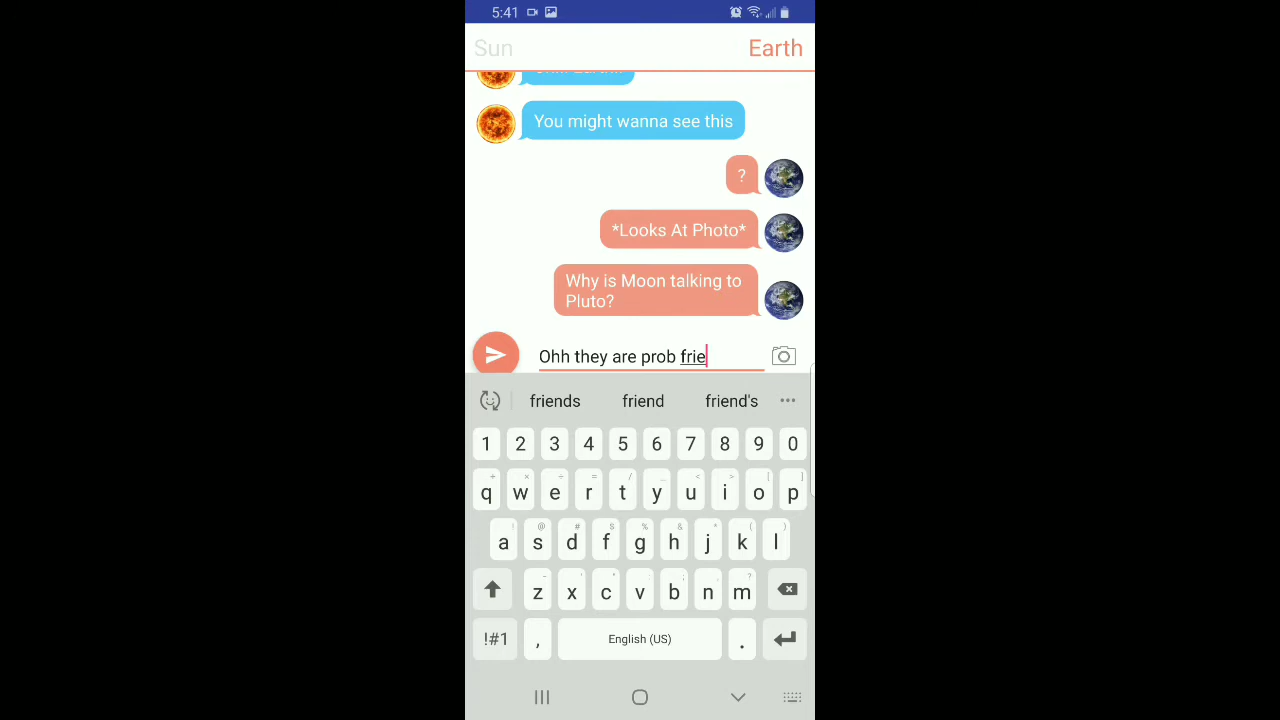 5:41
Sun Earth
You might wanna see this
?
*Looks At Photo*
Why is Moon talking to
Pluto?
Ohh they are prob frie
friends friend friend's
1 2 3 4 5 6 7 8 9 0
q w e r t y u i o p
a s d f g h j k l
z x c v b n m
!#1 , English (US) .